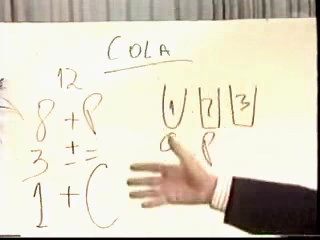 COLA
12
8 + P
3 ± =
1 + C
1 2 3
C P